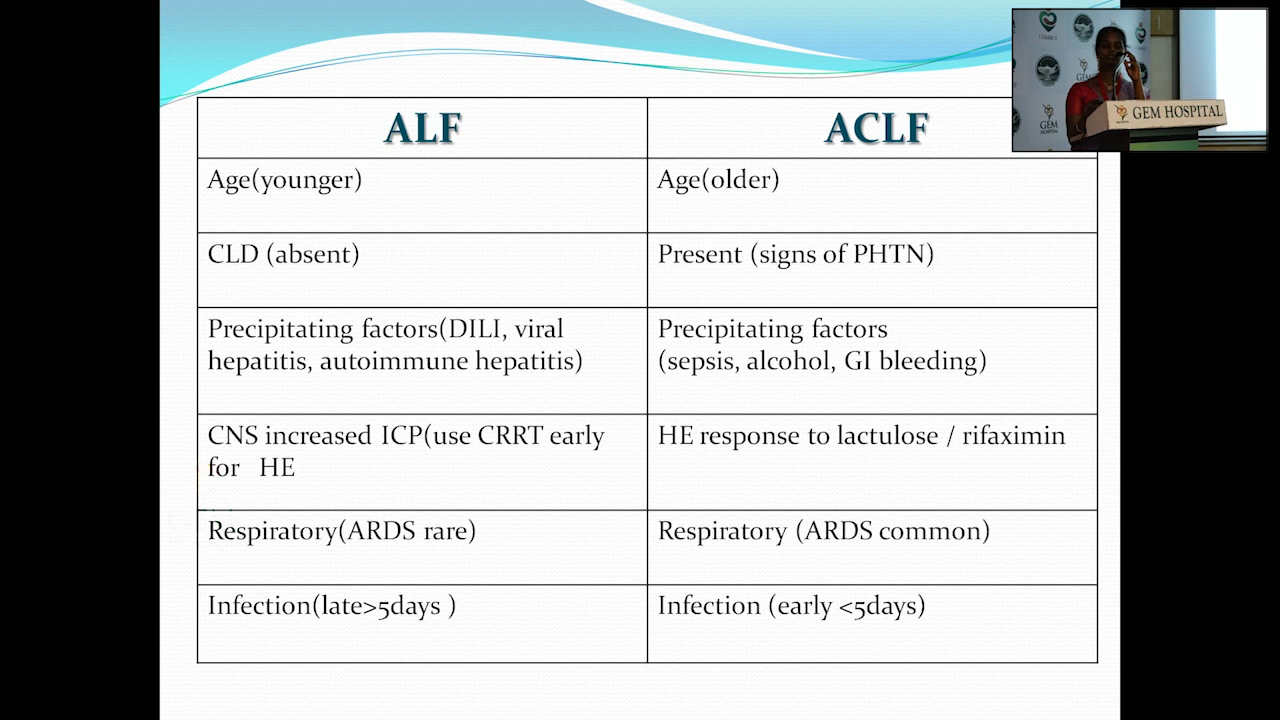 ALF
ACLF
Age(younger)
Age(older)
CLD (absent)
Present (signs of PHTN)
Precipitating factors(DILI, viral
hepatitis, autoimmune hepatitis)
Precipitating factors
(sepsis, alcohol, GI bleeding)
CNS increased ICP(use CRRT early
for HE
HE response to lactulose / rifaximin
Respiratory(ARDS rare)
Respiratory (ARDS common)
Infection(late>5days )
Infection (early <5days)
GEM HOSPITAL
GEM
HOSPITAL